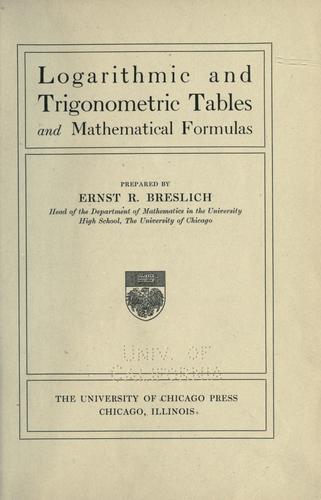 Logarithmic and
Trigonometric Tables
and Mathematical Formulas
PREPARED BY
ERNST R. BRESLICH
Head of the Department of Mathematics in the University
High School, The University of Chicago
UNIV. OF
CALIFORNIA
THE UNIVERSITY OF CHICAGO PRESS
CHICAGO, ILLINOIS